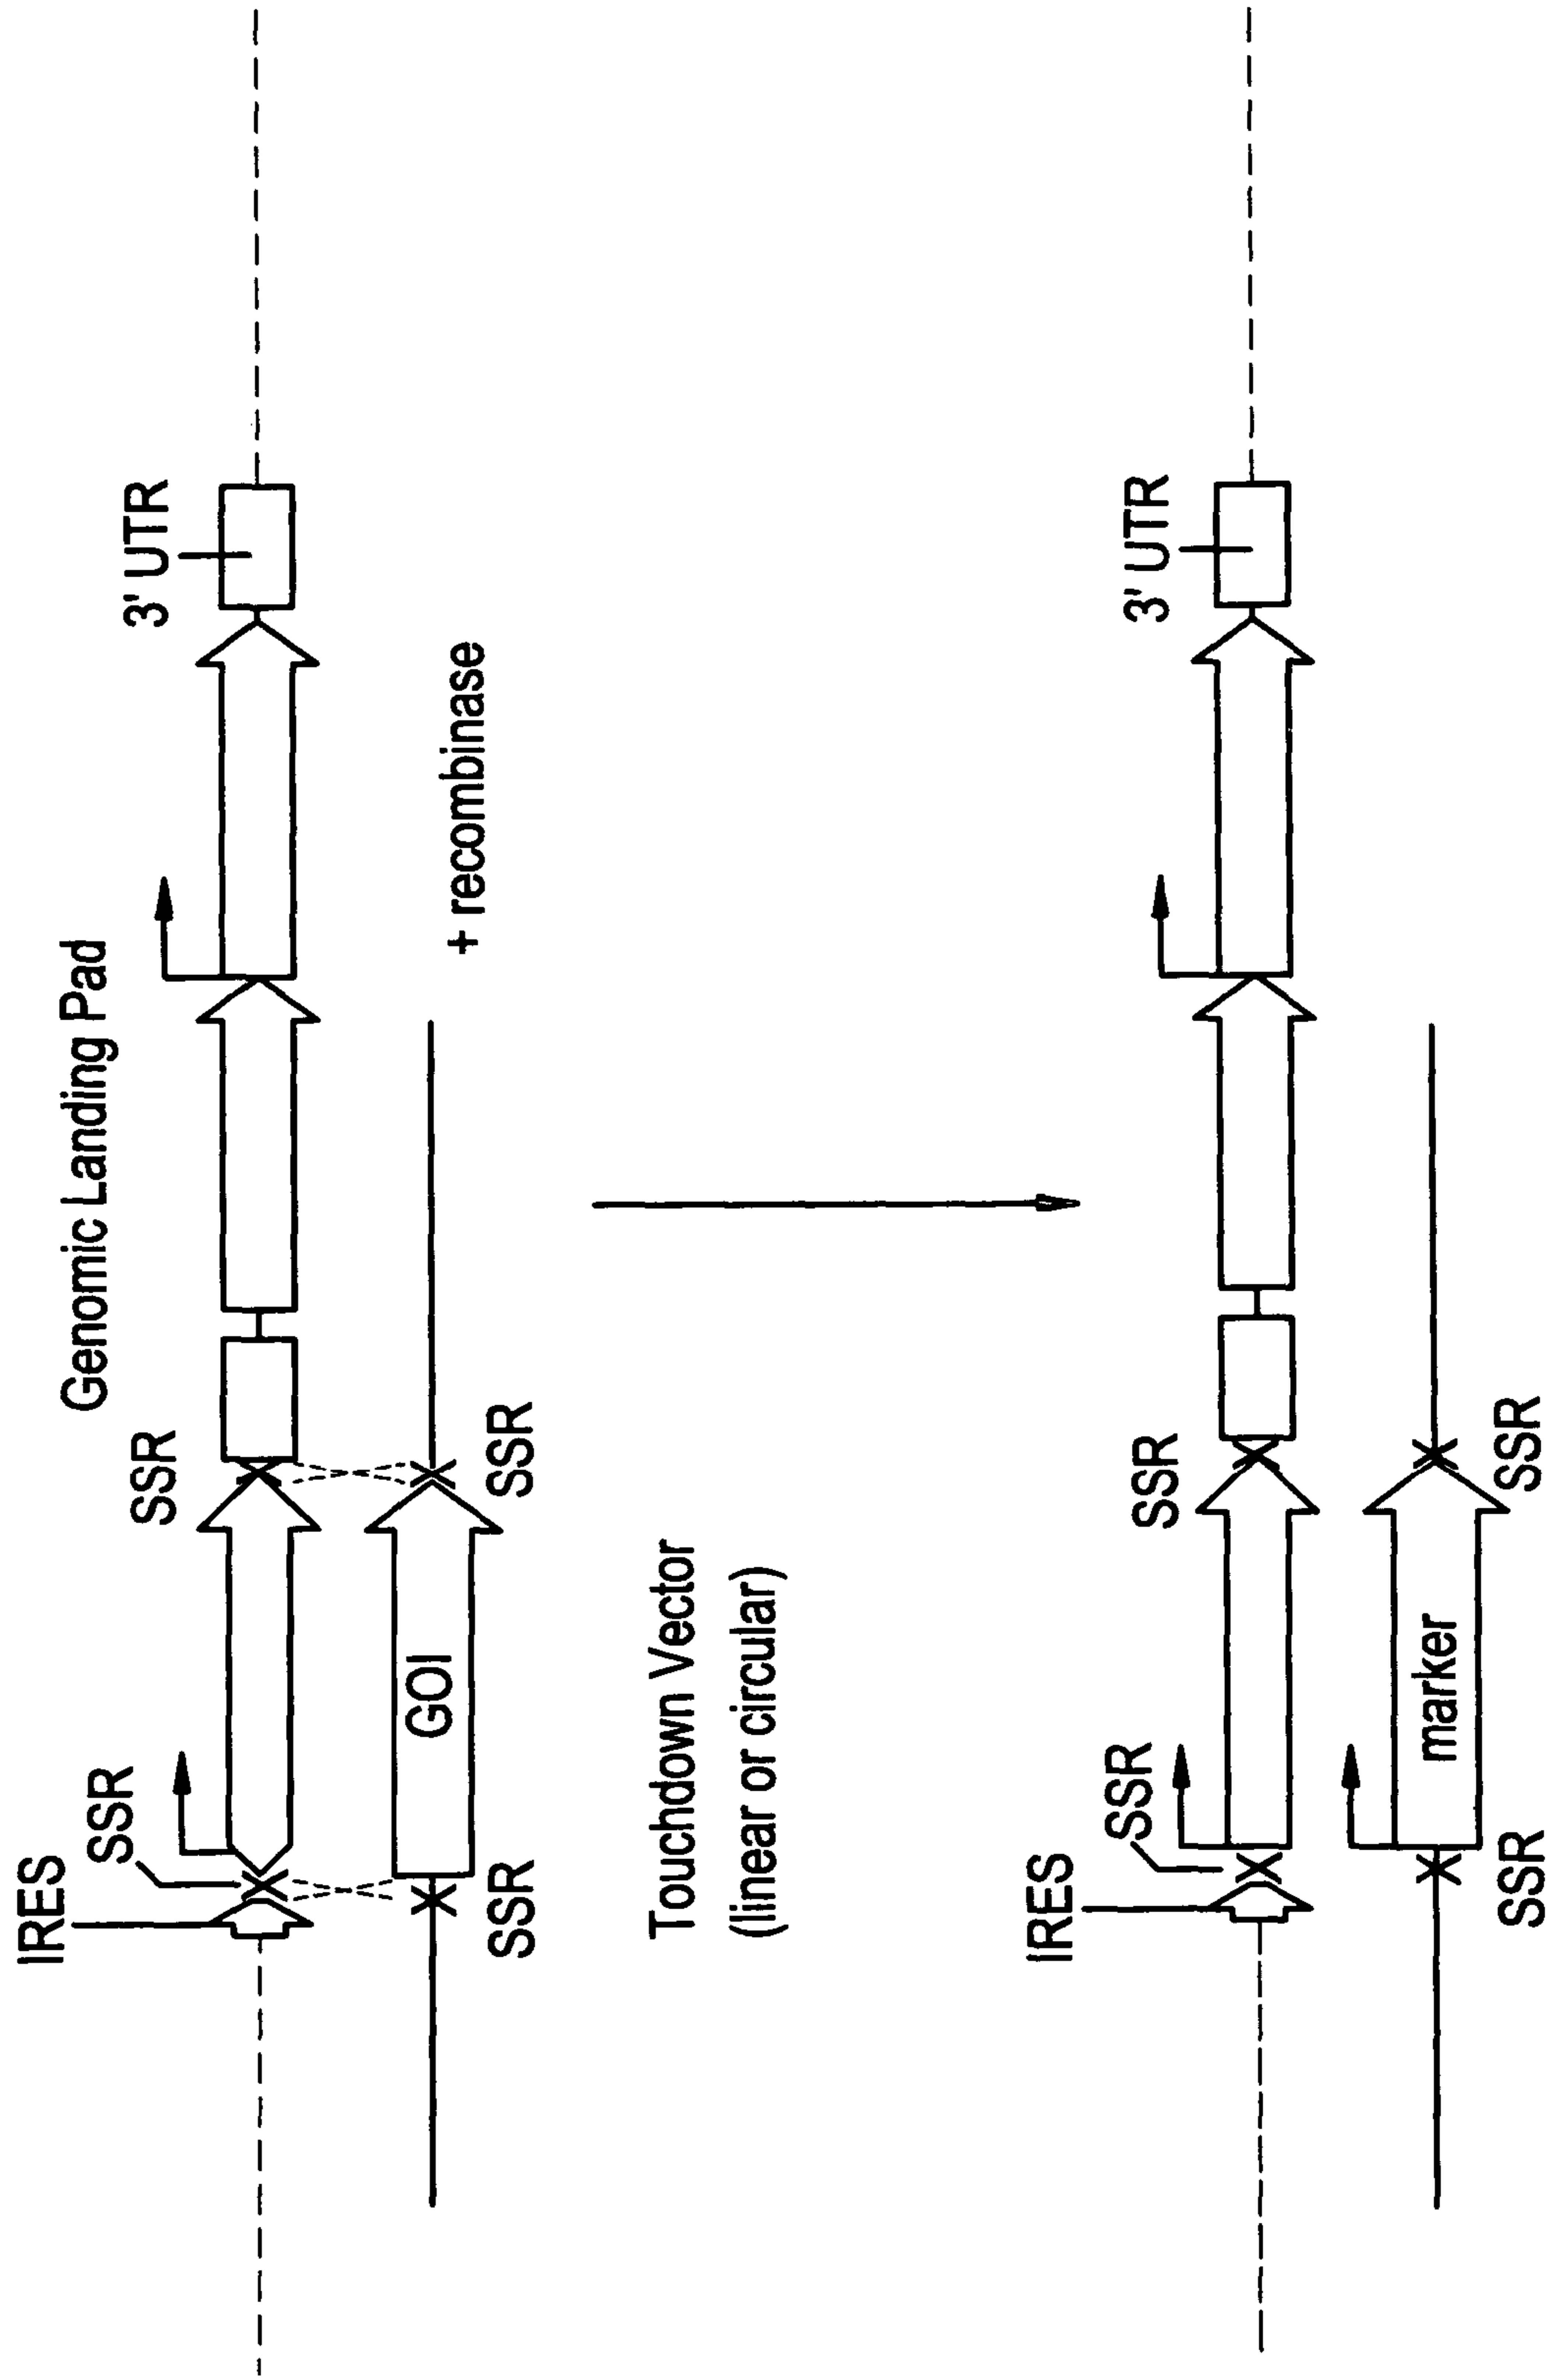 Genomic Landing Pad
IRES
SSR
SSR
3' UTR
GOI
SSR
SSR
+ recombinase
Touchdown Vector
(linear or circular)
IRES
SSR
SSR
3' UTR
marker
SSR
SSR